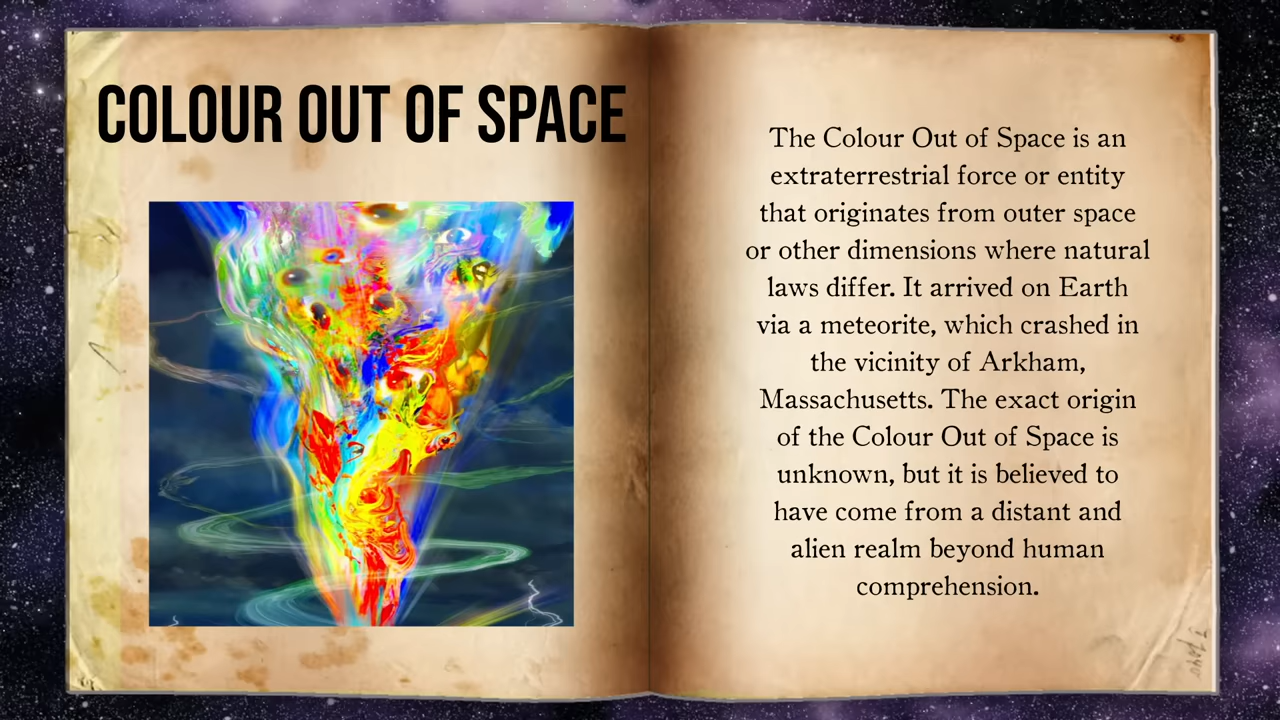 COLOUR OUT OF SPACE
The Colour Out of Space is an
extraterrestrial force or entity
that originates from outer space
or other dimensions where natural
laws differ. It arrived on Earth
via a meteorite, which crashed in
the vicinity of Arkham,
Massachusetts. The exact origin
of the Colour Out of Space is
unknown, but it is believed to
have come from a distant and
alien realm beyond human
comprehension.